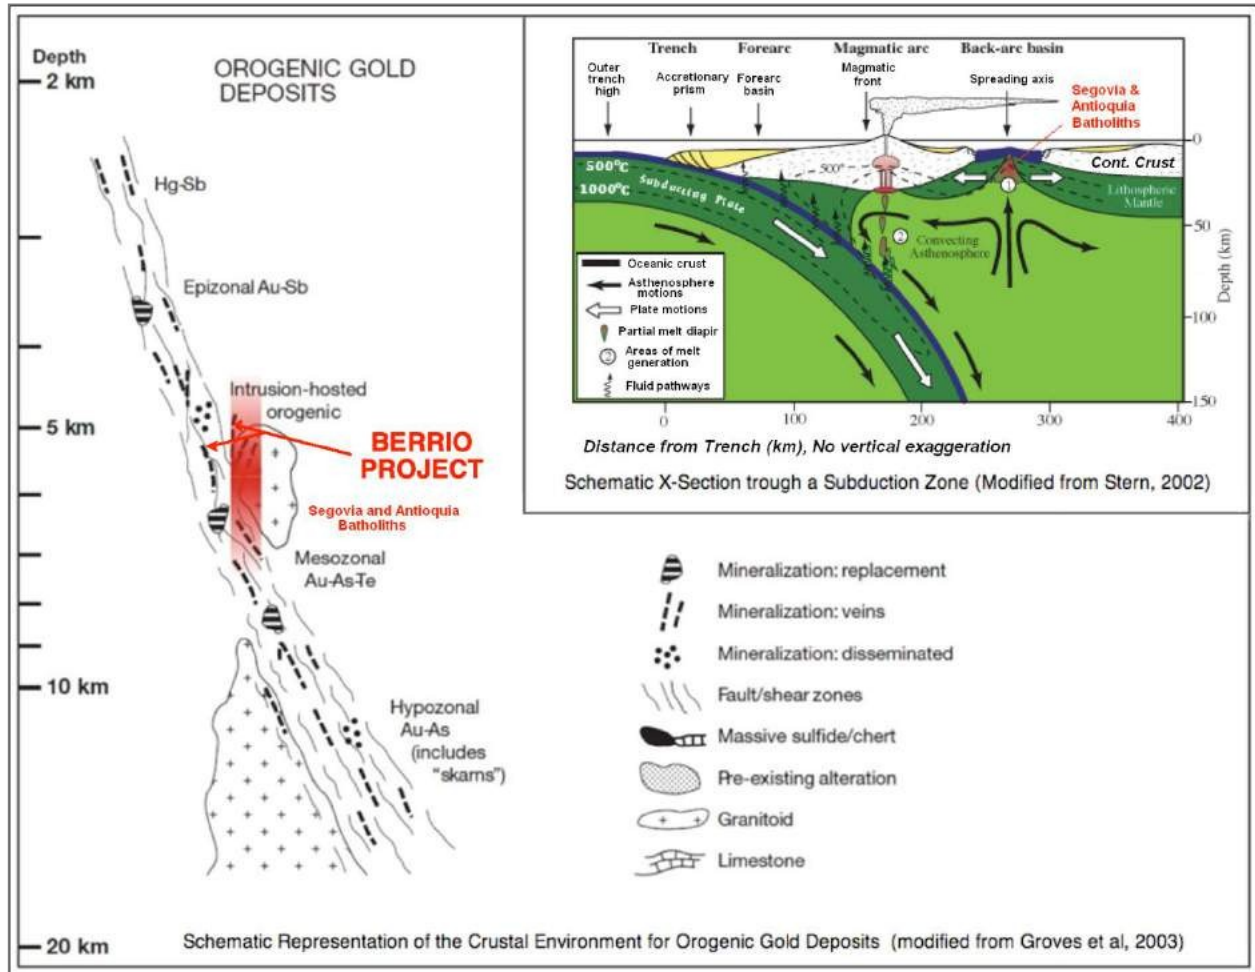 Depth
2 km
OROGENIC GOLD
DEPOSITS
Hg-Sb
Epizonal Au-Sb
Intrusion-hosted
orogenic
5 km
BERRIO
PROJECT
Segovia and Antioquia
Batholiths
Mesozonal
Au-As-Te
10 km
Hypozonal
Au-As
(includes
"skarns")
20 km
Trench
Forearc
Magmatic arc
Back-arc basin
Outer
trench
high
Accretionary
prism
Forearc
basin
Magmatic
front
Spreading axis
Segovia &
Antioquia
Batholiths
0
500°C
1000°C
Subducting Plate
500°
Cont. Crust
Lithospheric
Mantle
1
2
Convecting
Asthenosphere
50
100
150
Depth (km)
Oceanic crust
Asthenosphere
motions
Plate motions
Partial melt diapir
2 Areas of melt
generation
Fluid pathways
0
100
200
300
400
Distance from Trench (km), No vertical exaggeration
Schematic X-Section trough a Subduction Zone (Modified from Stern, 2002)
Mineralization: replacement
Mineralization: veins
Mineralization: disseminated
Fault/shear zones
Massive sulfide/chert
Pre-existing alteration
Granitoid
Limestone
Schematic Representation of the Crustal Environment for Orogenic Gold Deposits (modified from Groves et al, 2003)